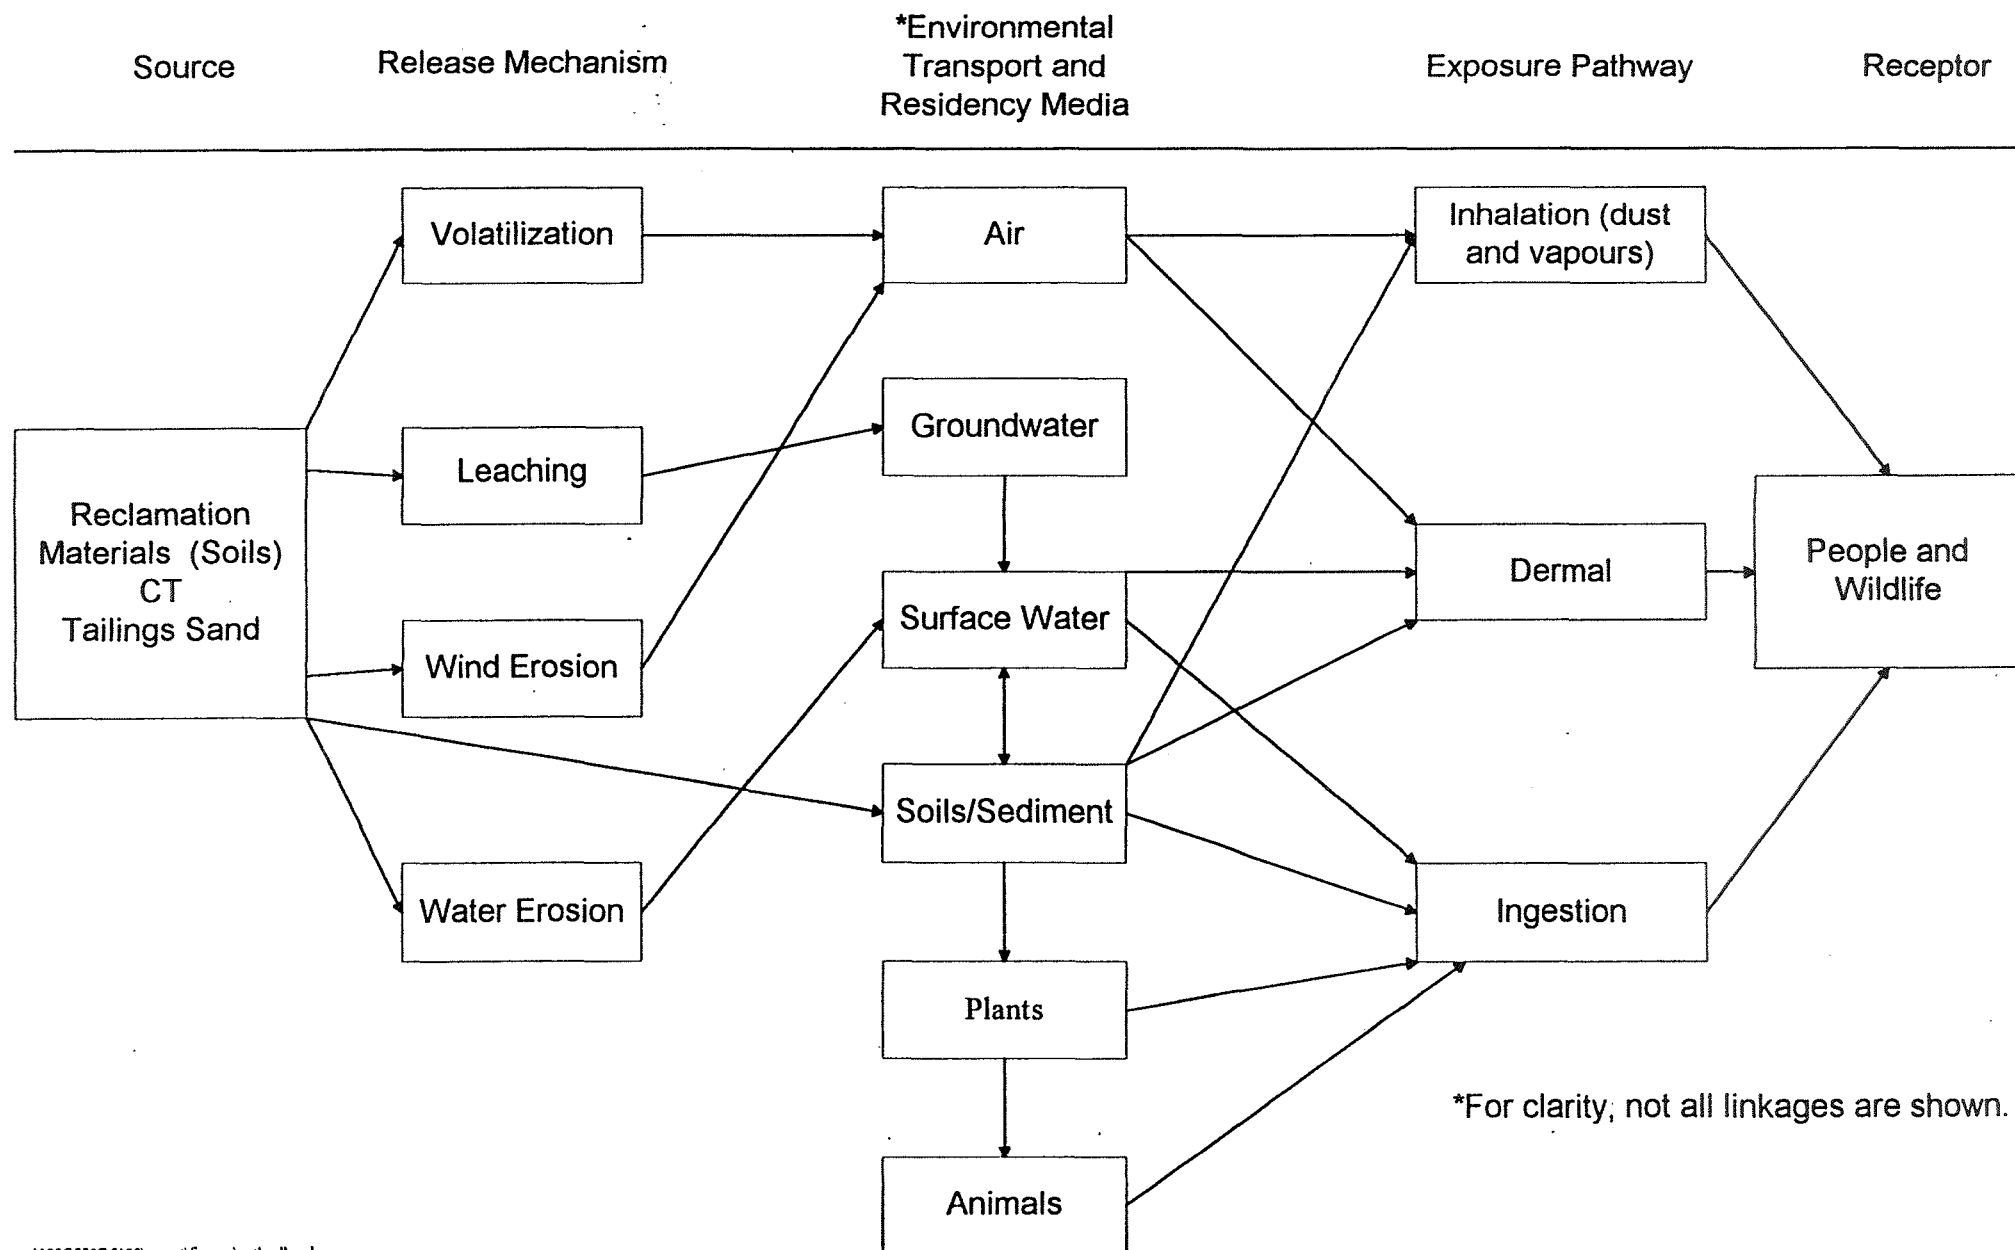 Source
Release Mechanism
*Environmental
Transport and
Residency Media
Exposure Pathway
Receptor
Volatilization
Air
Inhalation (dust
and vapours)
Groundwater
Leaching
Reclamation
Materials (Soils)
CT
Tailings Sand
Dermal
People and
Wildlife
Surface Water
Wind Erosion
Soils/Sediment
Water Erosion
Ingestion
Plants
*For clarity, not all linkages are shown.
Animals